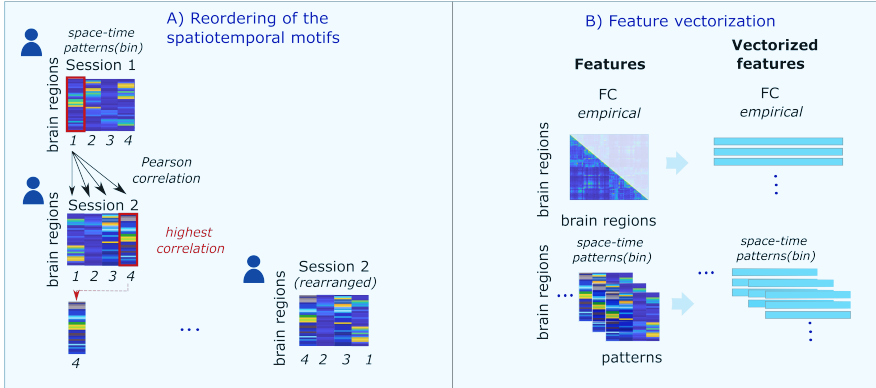 A) Reordering of the
spatiotemporal motifs
space-time
patterns(bin)
Session 1
brain regions
1 2 3 4
Pearson
correlation
Session 2
brain regions
highest
correlation
1 2 3 4
4
...
Session 2
(rearranged)
brain regions
4 2 3 1
B) Feature vectorization
Features
Vectorized
features
FC
empirical
FC
empirical
brain regions
brain regions
...
space-time
patterns(bin)
space-time
patterns(bin)
brain regions
...
...
patterns
...